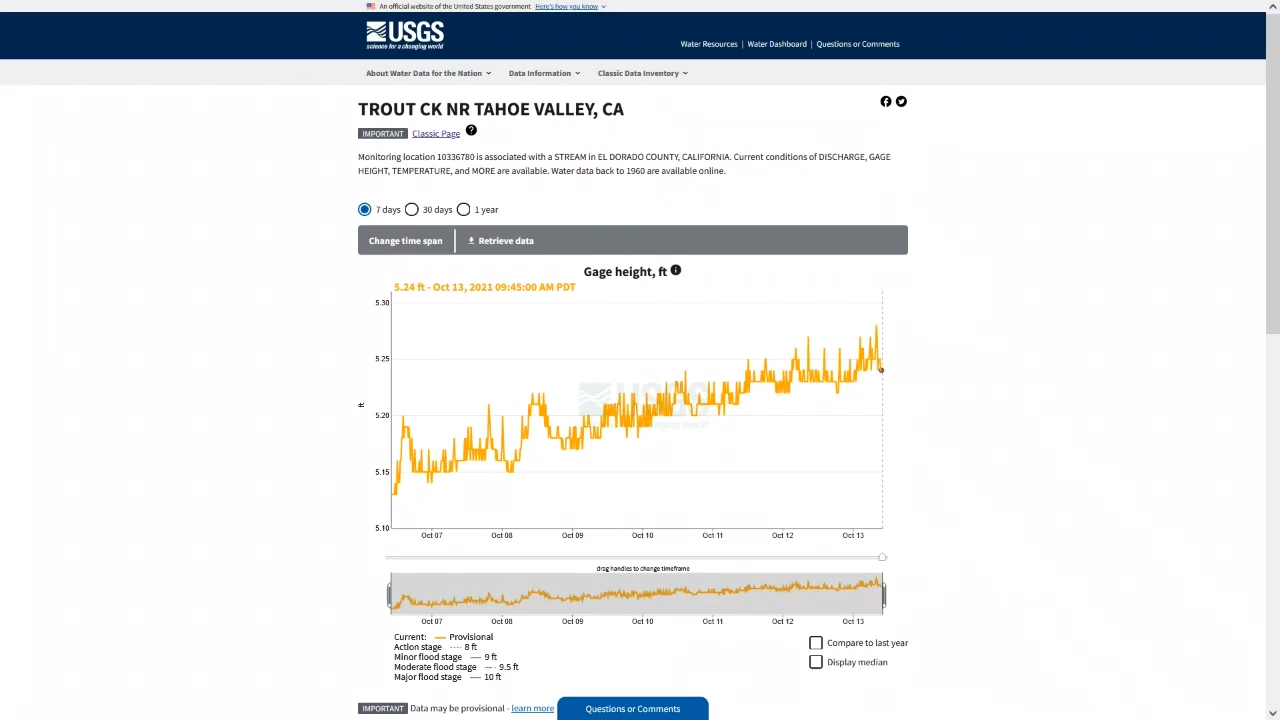 An official website of the United States government Here's how you know
USGS
science for a changing world
Water Resources | Water Dashboard | Questions or Comments
About Water Data for the Nation Data Information Classic Data Inventory
TROUT CK NR TAHOE VALLEY, CA
IMPORTANT Classic Page ?
Monitoring location 10336780 is associated with a STREAM in EL DORADO COUNTY, CALIFORNIA. Current conditions of DISCHARGE, GAGE
HEIGHT, TEMPERATURE, and MORE are available. Water data back to 1960 are available online.
7 days 30 days 1 year
Change time span Retrieve data
Gage height, ft
5.24 ft - Oct 13, 2021 09:45:00 AM PDT
5.30
5.25
5.20
5.15
5.10
ft
USGS
science for a changing world
Oct 07 Oct 08 Oct 09 Oct 10 Oct 11 Oct 12 Oct 13
drag handles to change timeframe
Oct 07 Oct 08 Oct 09 Oct 10 Oct 11 Oct 12 Oct 13
Current: Provisional
Action stage 8 ft
Minor flood stage 9 ft
Moderate flood stage 9.5 ft
Major flood stage 10 ft
Compare to last year
Display median
IMPORTANT Data may be provisional - learn more
Questions or Comments